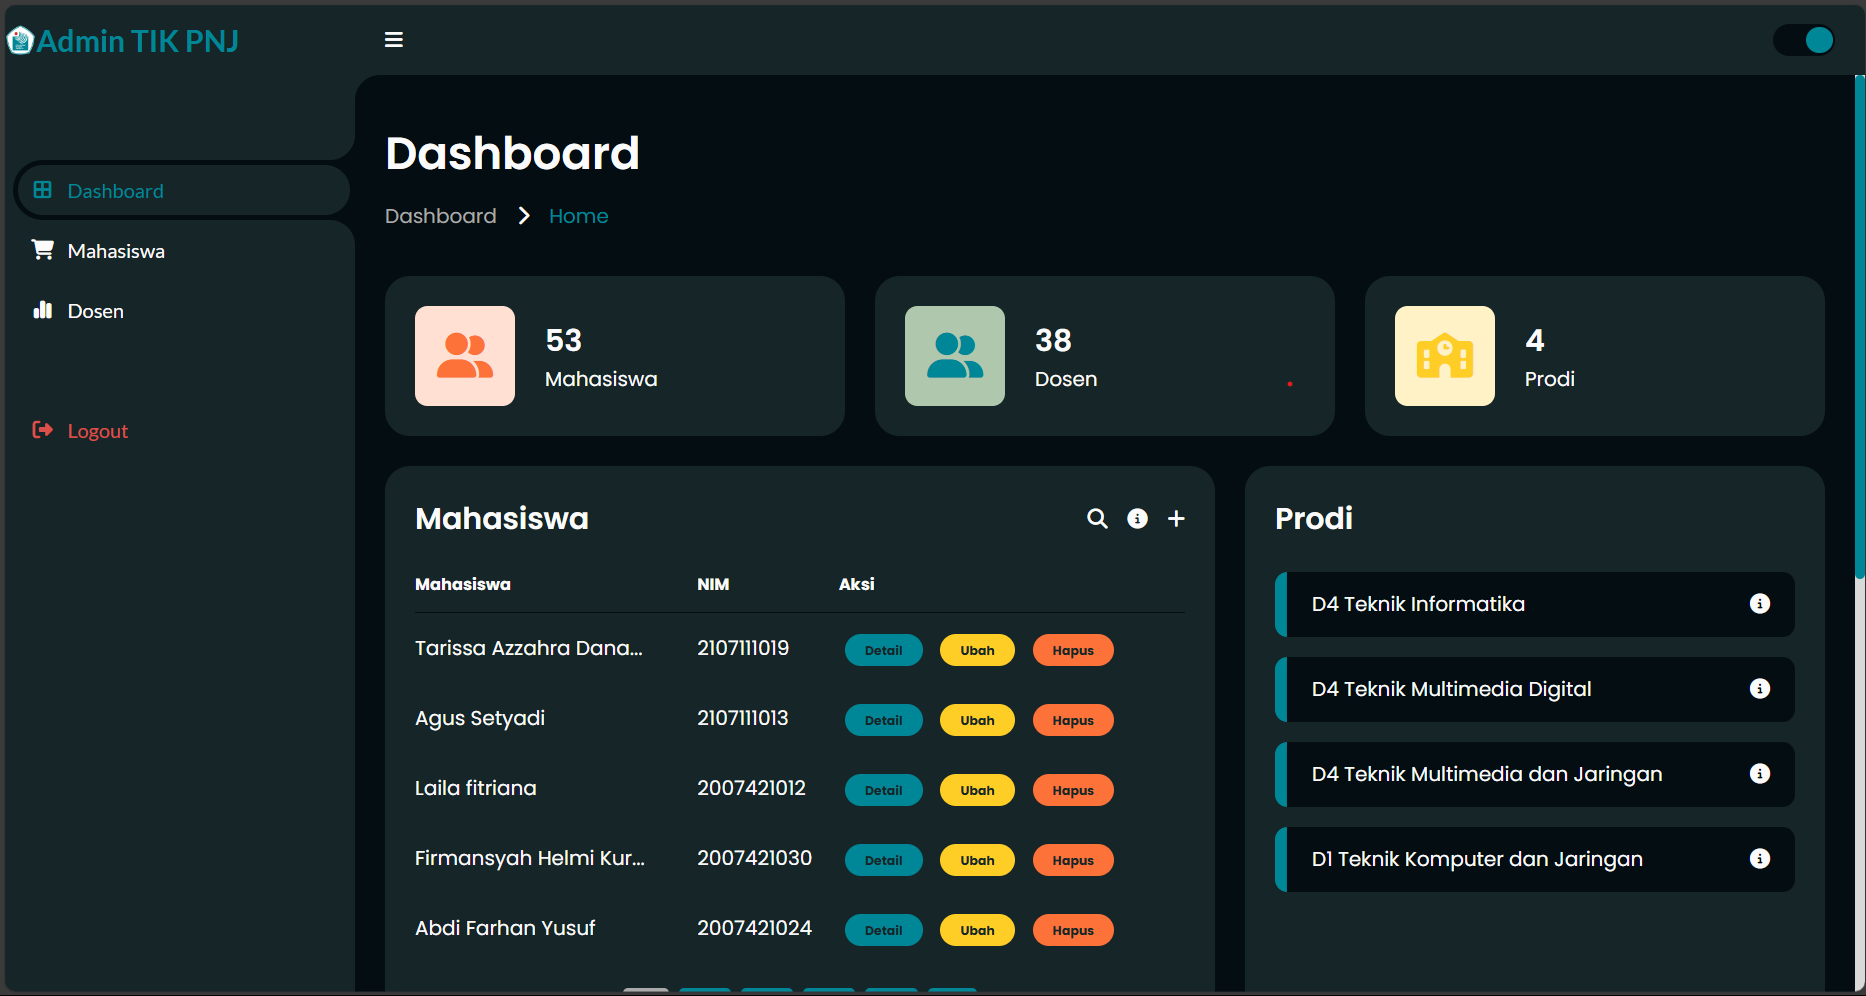 Admin TIK PNJ
Dashboard
Mahasiswa
Dosen
Logout
Dashboard
Dashboard Home
53
Mahasiswa
38
Dosen
4
Prodi
Mahasiswa
Mahasiswa NIM Aksi
Tarissa Azzahra Dana... 2107111019 Detail Ubah Hapus
Agus Setyadi 2107111013 Detail Ubah Hapus
Laila fitriana 2007421012 Detail Ubah Hapus
Firmansyah Helmi Kur... 2007421030 Detail Ubah Hapus
Abdi Farhan Yusuf 2007421024 Detail Ubah Hapus
Prodi
D4 Teknik Informatika
D4 Teknik Multimedia Digital
D4 Teknik Multimedia dan Jaringan
D1 Teknik Komputer dan Jaringan